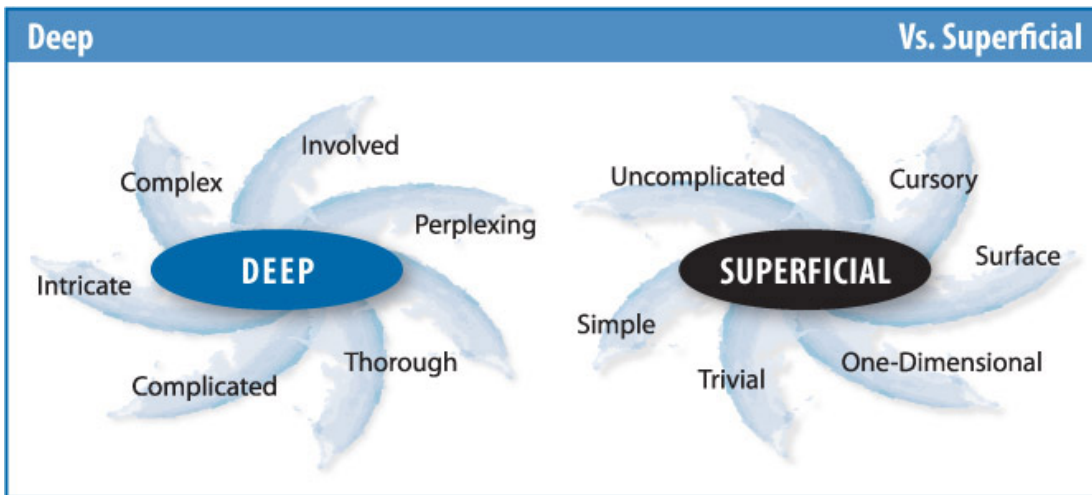 Deep
Vs. Superficial
Involved
Complex
Perplexing
DEEP
Intricate
Thorough
Complicated
Uncomplicated
Cursory
Surface
SUPERFICIAL
Simple
One-Dimensional
Trivial